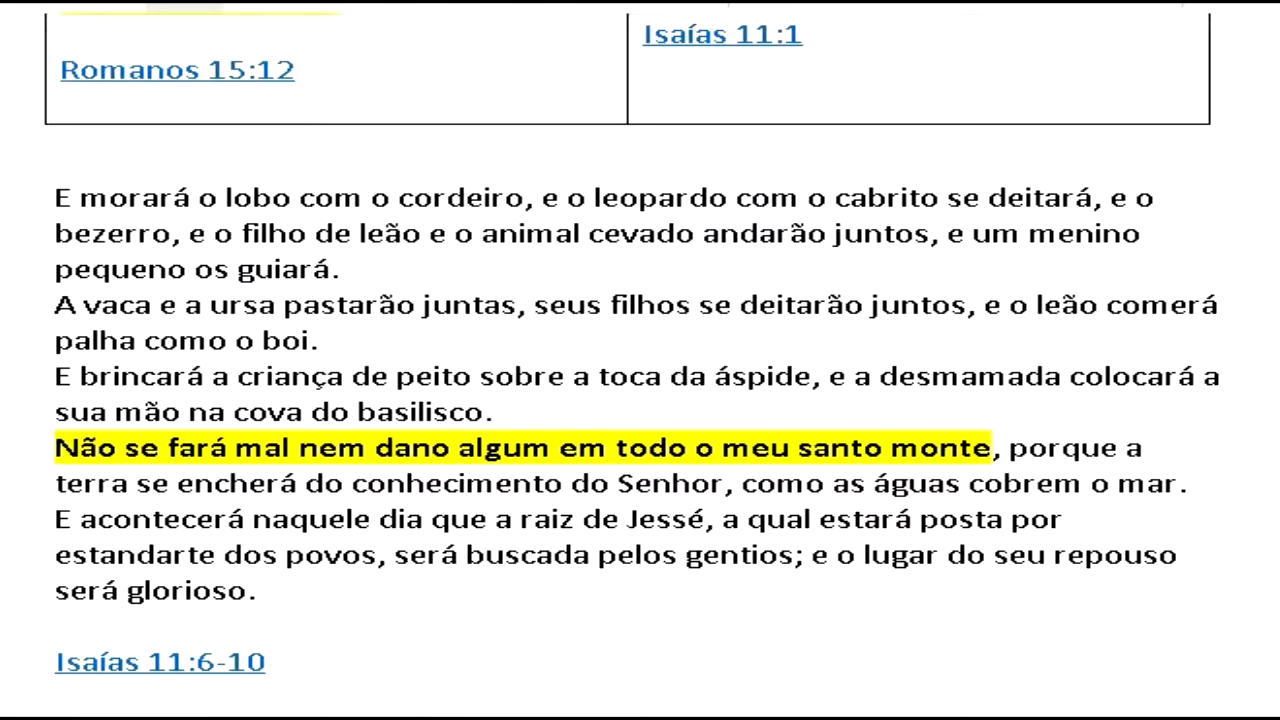 Isaías 11:1
Romanos 15:12
E morará o lobo com o cordeiro, e o leopardo com o cabrito se deitará, e o
bezerro, e o filho de leão e o animal cevado andarão juntos, e um menino
pequeno os guiará.
A vaca e a ursa pastarão juntas, seus filhos se deitarão juntos, e o leão comerá
palha como o boi.
E brincará a criança de peito sobre a toca da áspide, e a desmamada colocará a
sua mão na cova do basilisco.
Não se fará mal nem dano algum em todo o meu santo monte, porque a
terra se encherá do conhecimento do Senhor, como as águas cobrem o mar.
E acontecerá naquele dia que a raiz de Jessé, a qual estará posta por
estandarte dos povos, será buscada pelos gentios; e o lugar do seu repouso
será glorioso.
Isaías 11:6-10